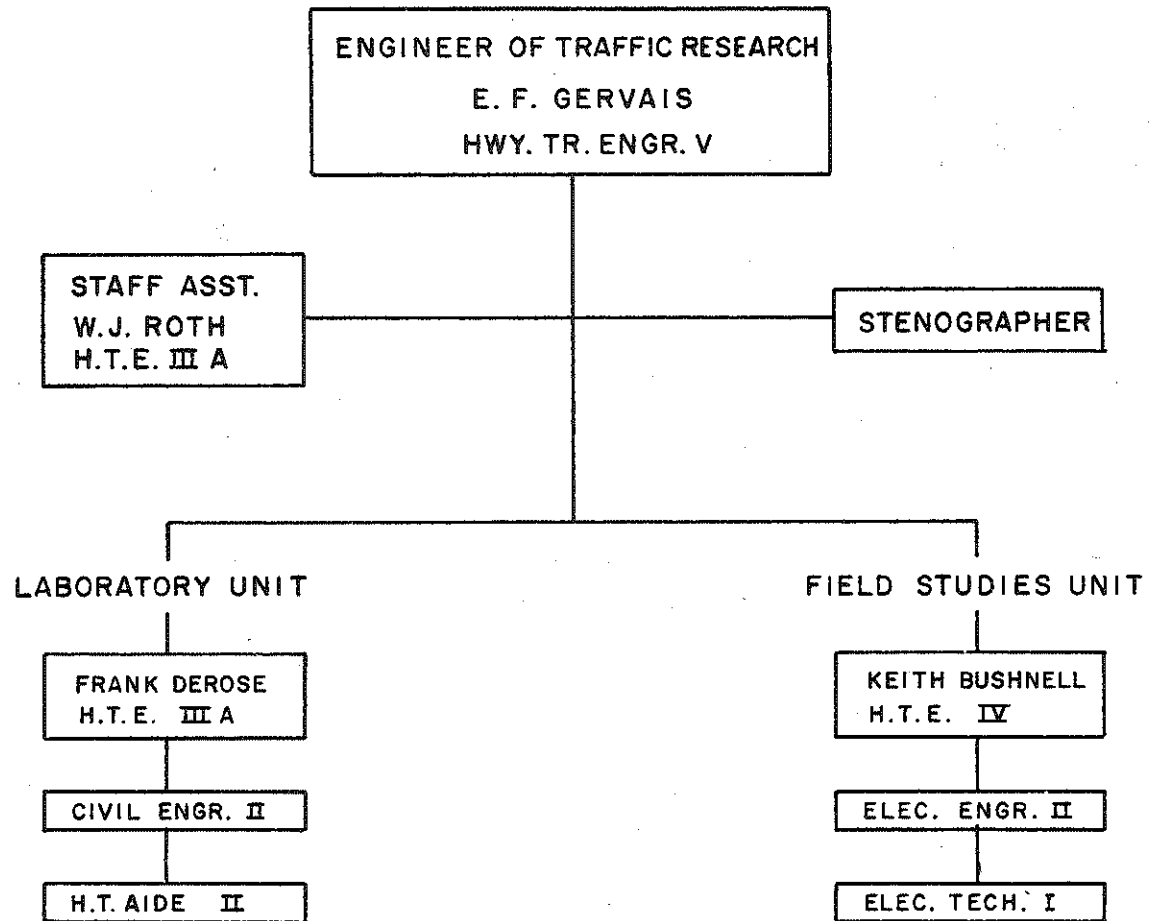 ENGINEER OF TRAFFIC RESEARCH
E. F. GERVAIS
HWY. TR. ENGR. V
STAFF ASST.
W.J. ROTH
H.T.E. III A
STENOGRAPHER
LABORATORY UNIT
FRANK DEROSE
H.T.E. III A
CIVIL ENGR. II
H.T. AIDE II
FIELD STUDIES UNIT
KEITH BUSHNELL
H.T.E. IV
ELEC. ENGR. II
ELEC. TECH. I